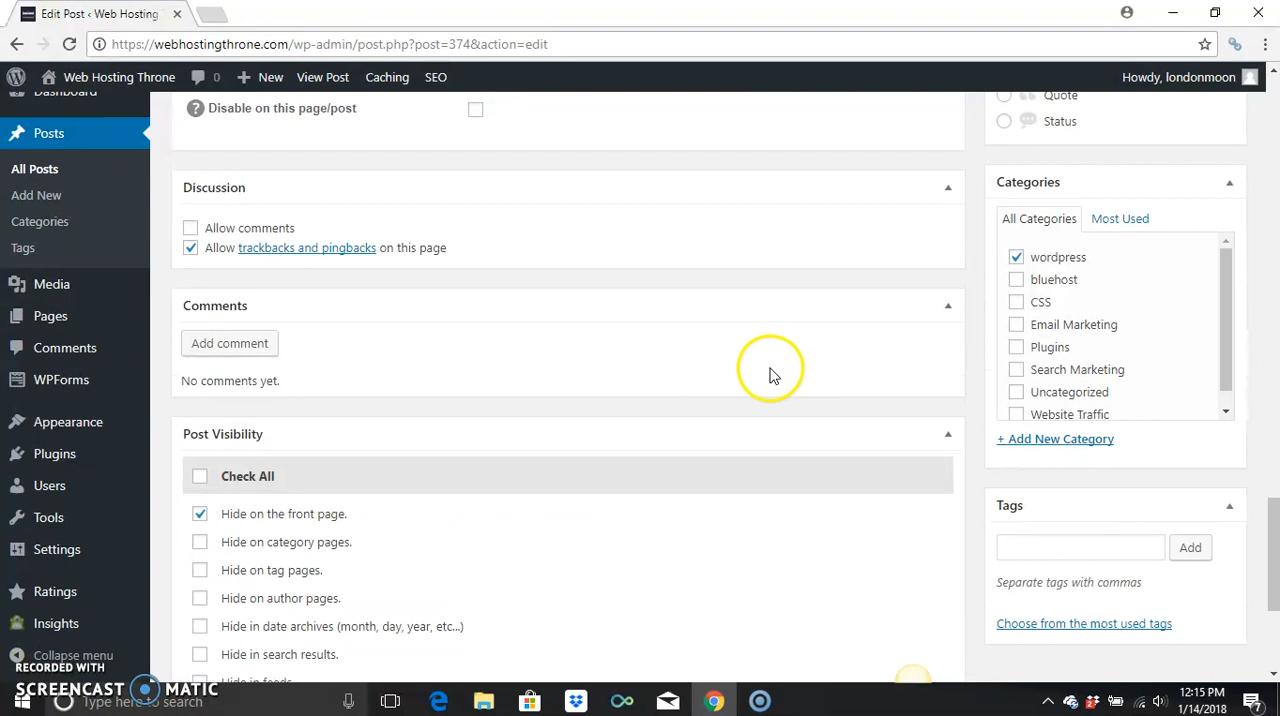 Edit Post ‹ Web Hosting T
https://webhostingthrone.com/wp-admin/post.php?post=374&action=edit
Web Hosting Throne 0 New View Post Caching SEO Howdy, londonmoon
Dashboard
Posts
All Posts
Add New
Categories
Tags
Media
Pages
Comments
WPForms
Appearance
Plugins
Users
Tools
Settings
Ratings
Insights
Collapse menu
? Disable on this page/post
Discussion
Allow comments
Allow trackbacks and pingbacks on this page
Comments
Add comment
No comments yet.
Post Visibility
Check All
Hide on the front page.
Hide on category pages.
Hide on tag pages.
Hide on author pages.
Hide in date archives (month, day, year, etc...)
Hide in search results.
Hide in feeds.
Quote
Status
Categories
All Categories Most Used
wordpress
bluehost
CSS
Email Marketing
Plugins
Search Marketing
Uncategorized
Website Traffic
+ Add New Category
Tags
Add
Separate tags with commas
Choose from the most used tags
RECORDED WITH
SCREENCAST MATIC
Type here to search
12:15 PM
1/14/2018
7